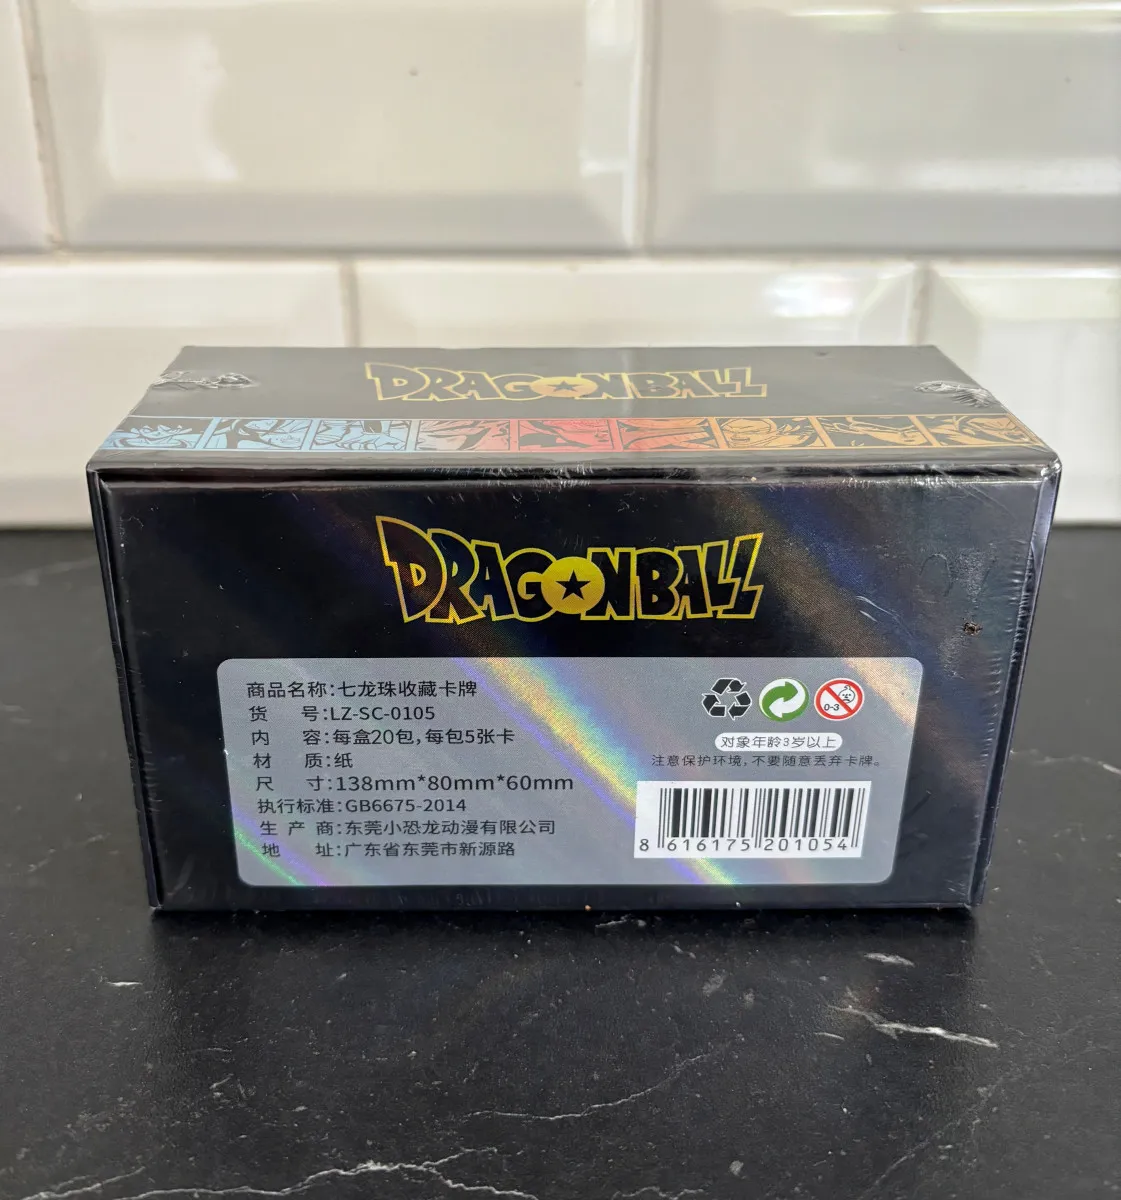 DRAGONBALL
DRAGONBALL
商品名称:七龙珠收藏卡牌
货 号:LZ-SC-0105
内 容:每盒20包,每包5张卡
材 质:纸
尺 寸:138mm*80mm*60mm
执行标准:GB6675-2014
生 产 商:东莞小恐龙动漫有限公司
地 址:广东省东莞市新源路
0-3
对象年龄3岁以上
注意保护环境,不要随意丢弃卡牌。
8 616175 201054